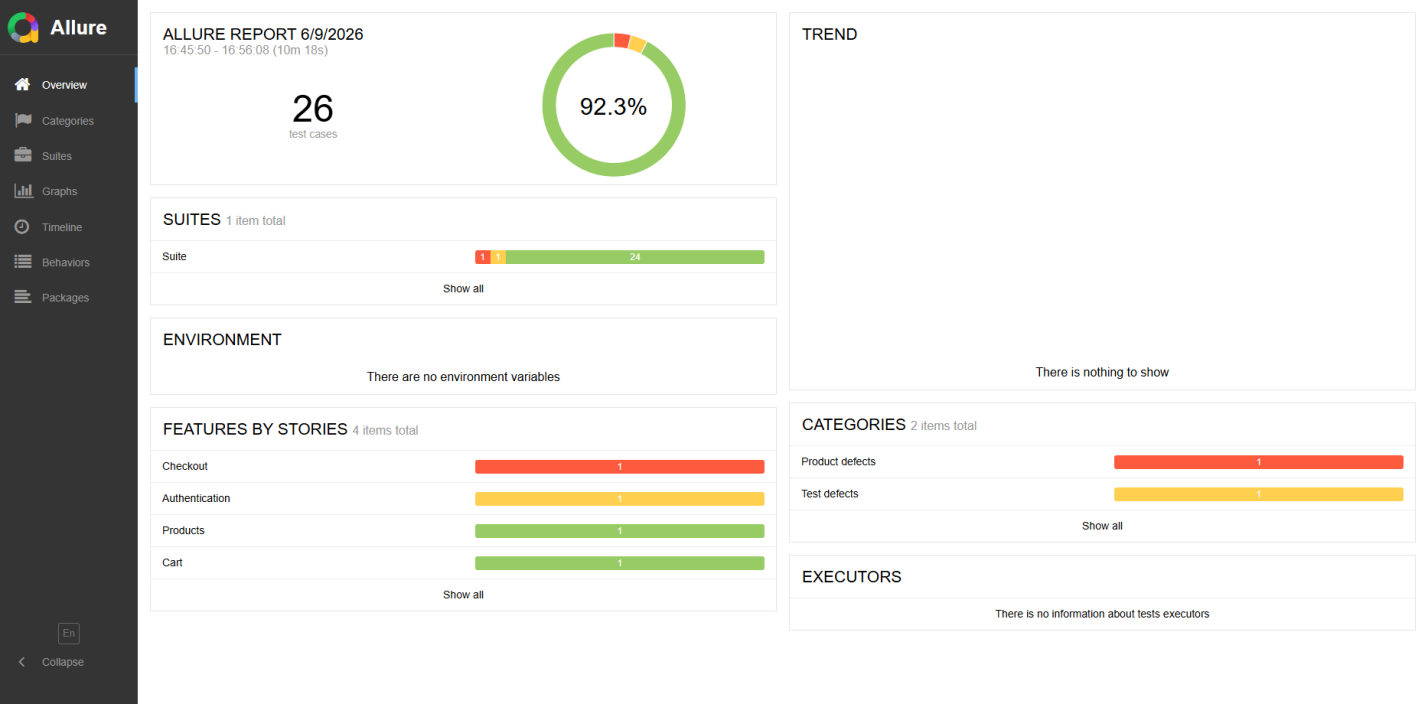 Allure
Overview
Categories
Suites
Graphs
Timeline
Behaviors
Packages
En
Collapse
ALLURE REPORT 6/9/2026
16:45:50 - 16:56:08 (10m 18s)
26
test cases
92.3%
SUITES 1 item total
Suite 1 1 24
Show all
ENVIRONMENT
There are no environment variables
FEATURES BY STORIES 4 items total
Checkout 1
Authentication 1
Products 1
Cart 1
Show all
TREND
There is nothing to show
CATEGORIES 2 items total
Product defects 1
Test defects 1
Show all
EXECUTORS
There is no information about tests executors